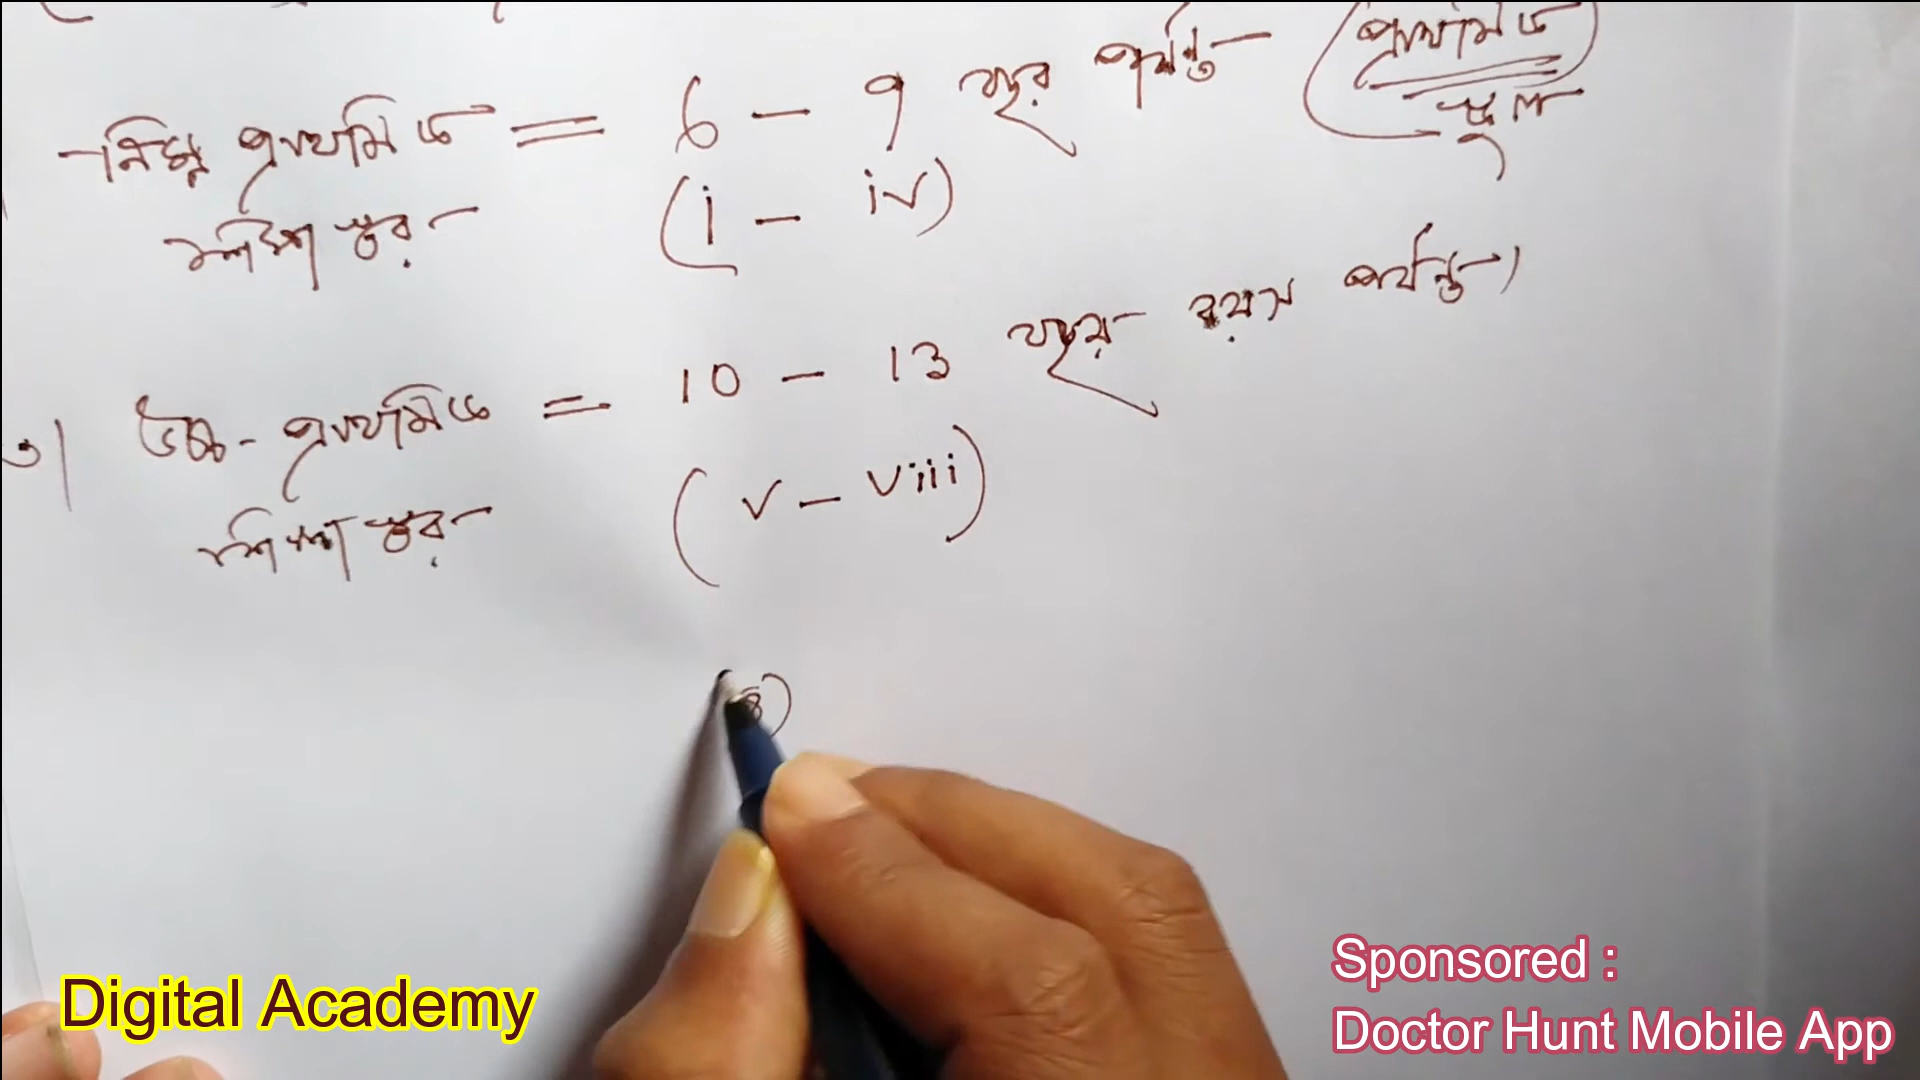 নিম্ন প্রাথমিক = 6 - 9 বছর পর্যন্ত (প্রাথমিক স্কুল
শিক্ষা স্তর (i - iv)
৩। উচ্চ-প্রাথমিক = 10 - 13 বছর বয়স পর্যন্ত।
শিক্ষা স্তর (v - viii)
8)
Digital Academy
Sponsored :
Doctor Hunt Mobile App